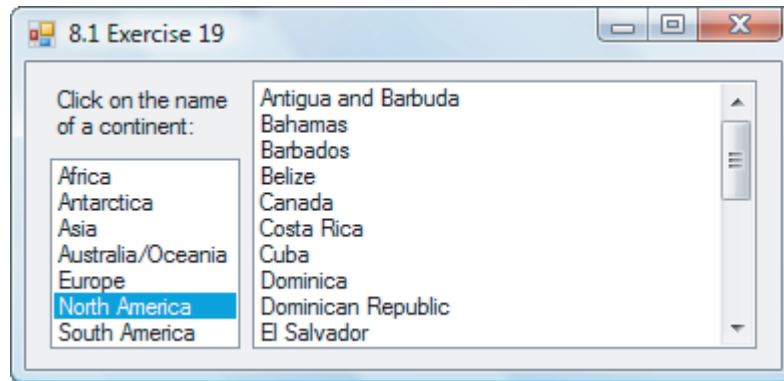 8.1 Exercise 19
Click on the name
of a continent:
Africa
Antarctica
Asia
Australia/Oceania
Europe
North America
South America
Antigua and Barbuda
Bahamas
Barbados
Belize
Canada
Costa Rica
Cuba
Dominica
Dominican Republic
El Salvador